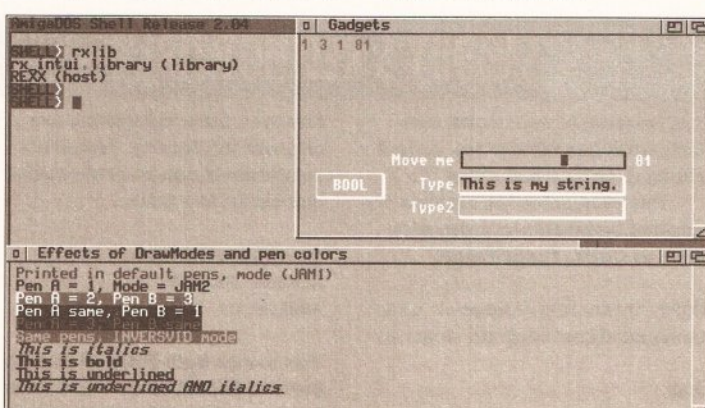 AmigaDOS Shell Release 2.04
SHELL> rxlib
rx_intui.library (library)
REXX (host)
SHELL>
SHELL>
Gadgets
1 3 1 81
Move me 81
BOOL
Type This is my string.
Type2
Effects of DrawModes and pen colors
Printed in default pens, mode (JAM1)
Pen A = 1, Mode = JAM2
Pen A = 2, Pen B = 3
Pen A same, Pen B = 1
Pen A = 3, Pen B same
Same pens, INVERSVID mode
This is italics
This is bold
This is underlined
This is underlined AND italics